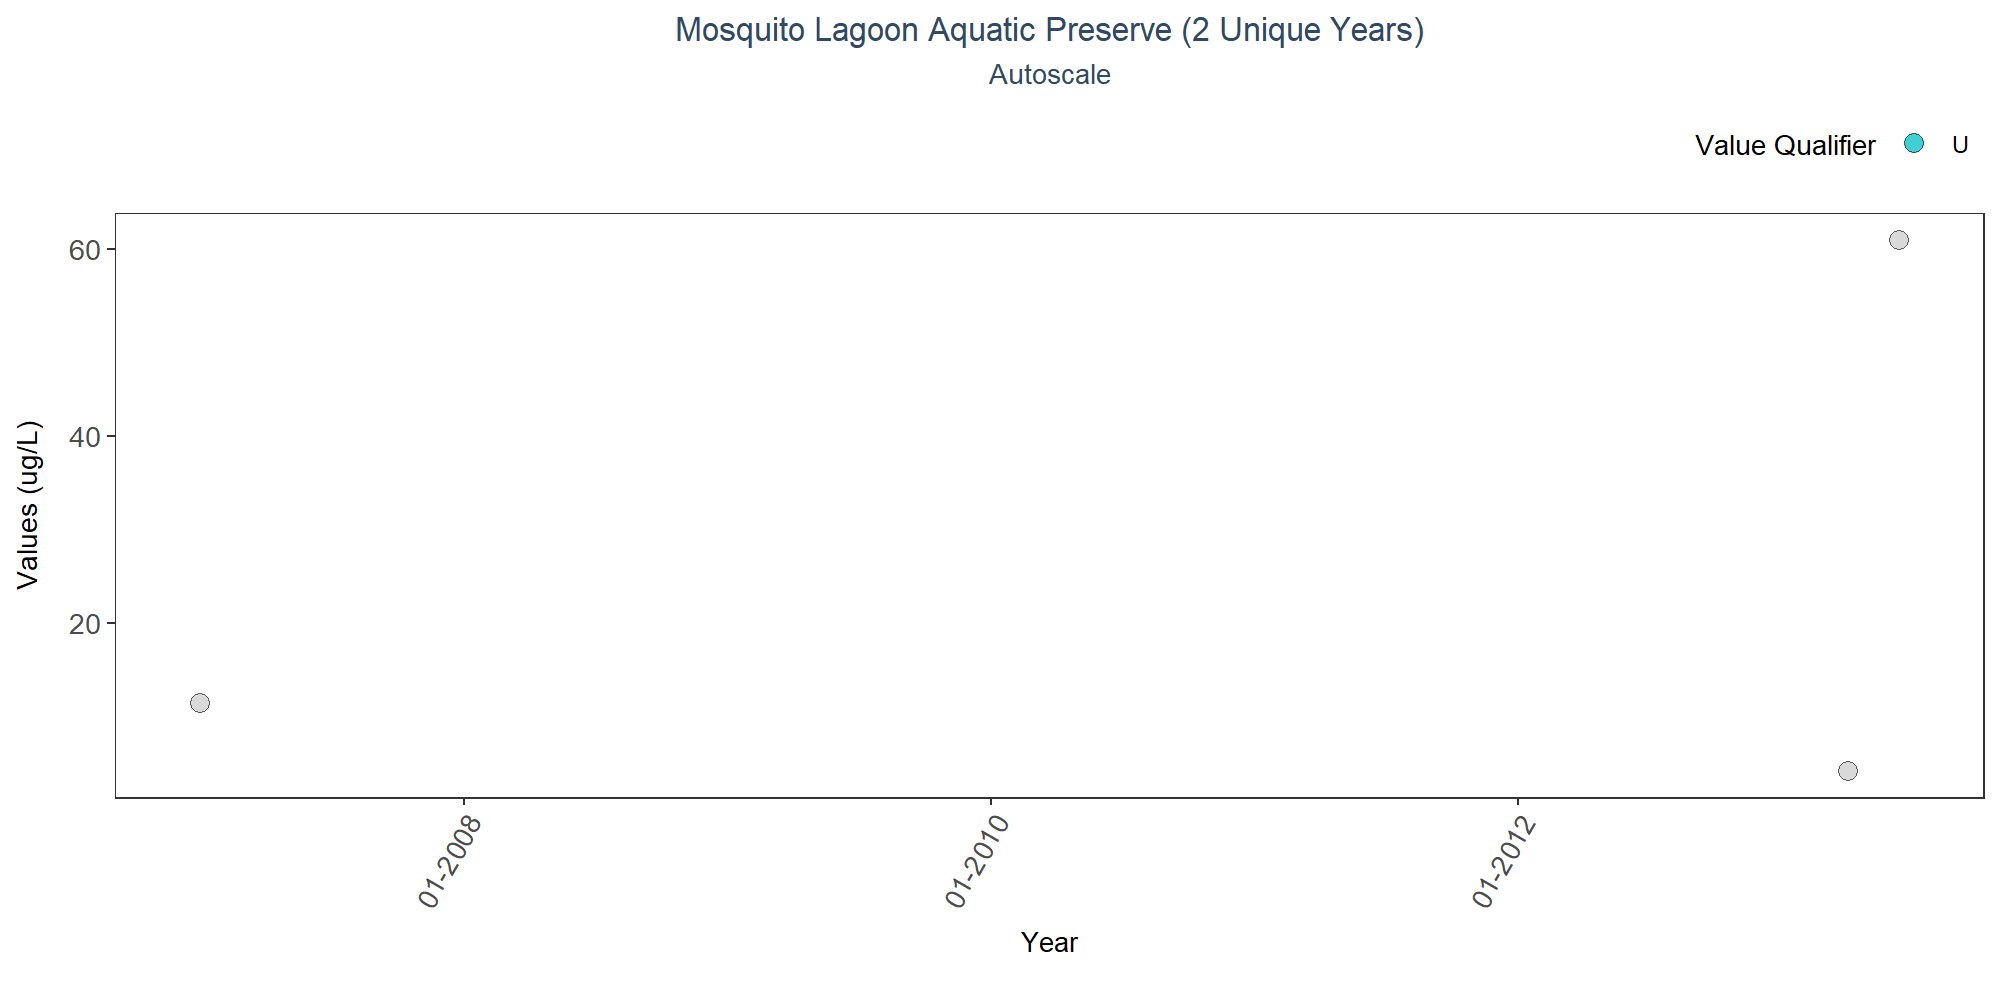 Mosquito Lagoon Aquatic Preserve (2 Unique Years)
Autoscale
Value Qualifier U
60
40
20
Values (ug/L)
01-2008
01-2010
01-2012
Year